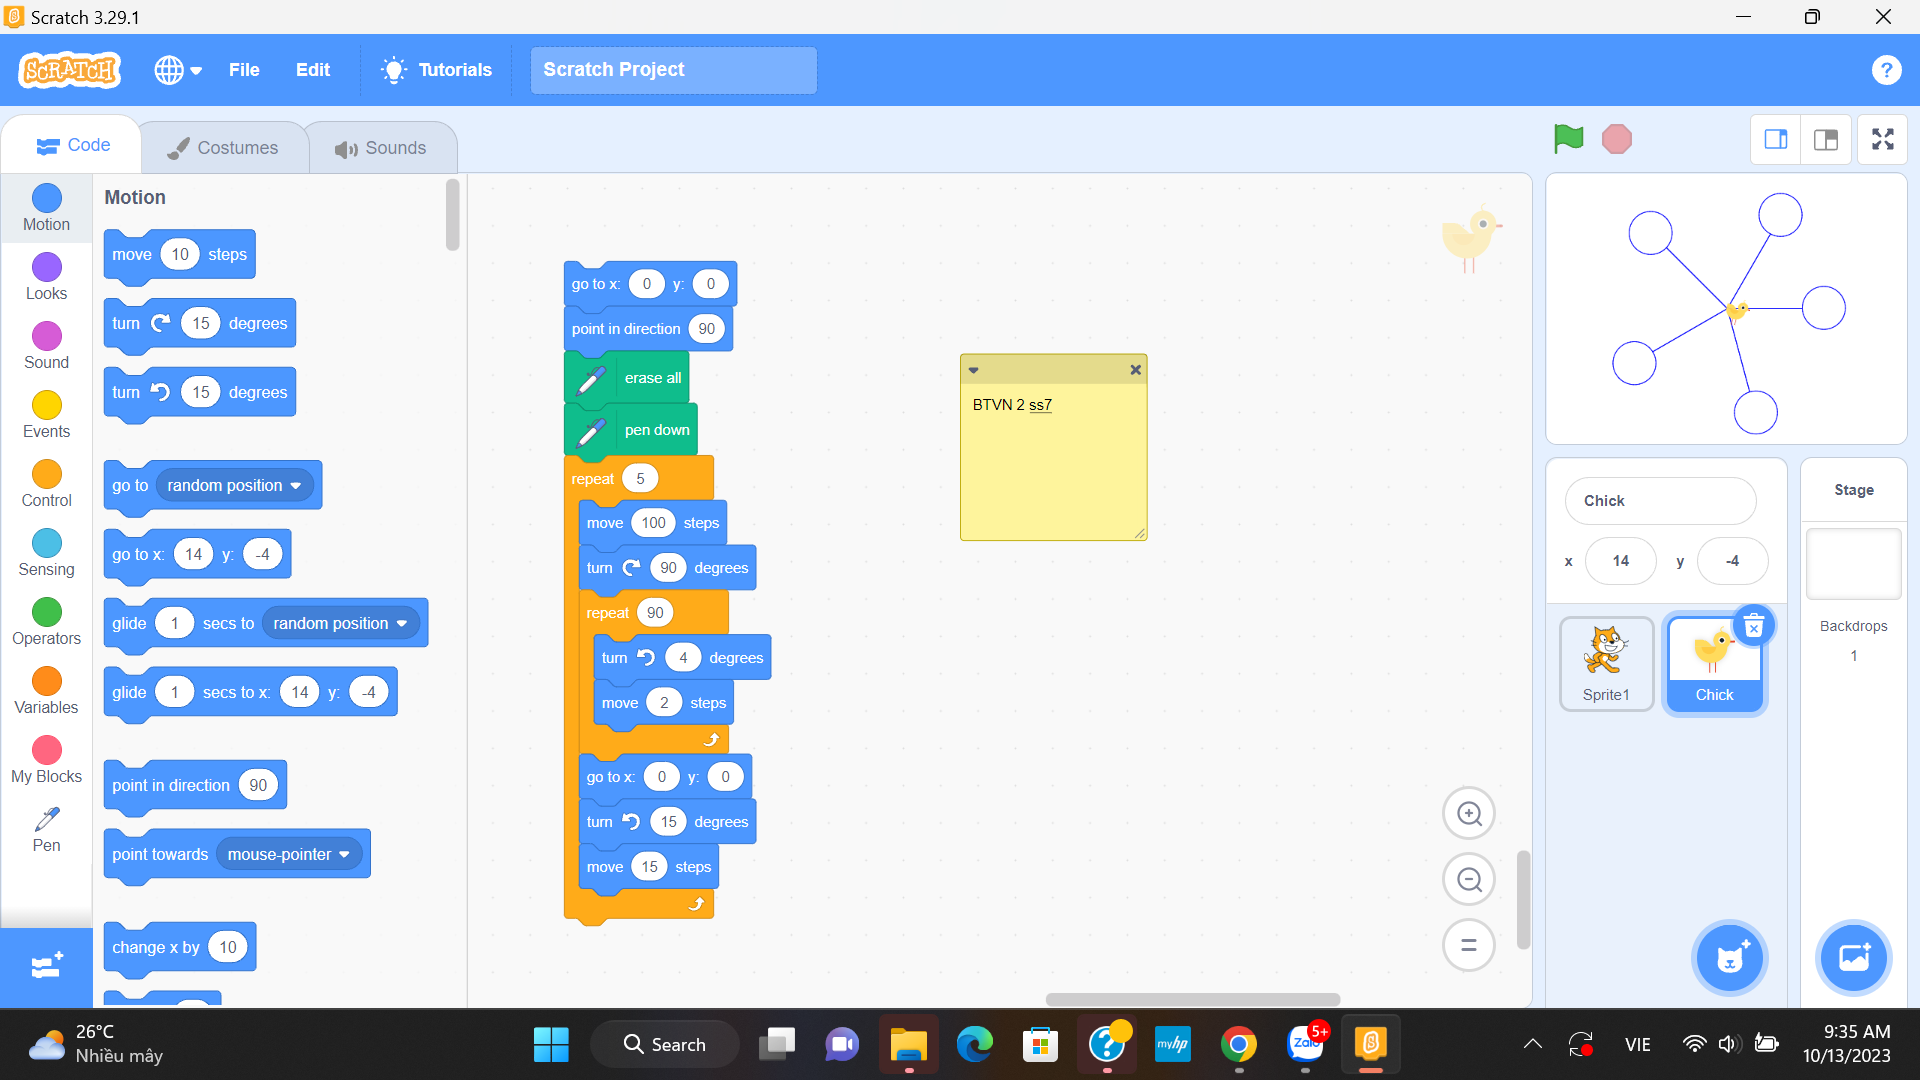 Scratch 3.29.1
SCRATCH
File
Edit
Tutorials
Scratch Project
?
Code
Costumes
Sounds
Motion
Looks
Sound
Events
Control
Sensing
Operators
Variables
My Blocks
Pen
Motion
move 10 steps
turn 15 degrees
turn 15 degrees
go to random position
go to x: 14 y: -4
glide 1 secs to random position
glide 1 secs to x: 14 y: -4
point in direction 90
point towards mouse-pointer
change x by 10
go to x: 0 y: 0
point in direction 90
erase all
pen down
repeat 5
move 100 steps
turn 90 degrees
repeat 90
turn 4 degrees
move 2 steps
go to x: 0 y: 0
turn 15 degrees
move 15 steps
BTVN 2 ss7
Chick
x 14 y -4
Sprite1
Chick
Stage
Backdrops
1
26°C
Nhiều mây
Search
myhp
Zalo
5+
VIE
9:35 AM
10/13/2023